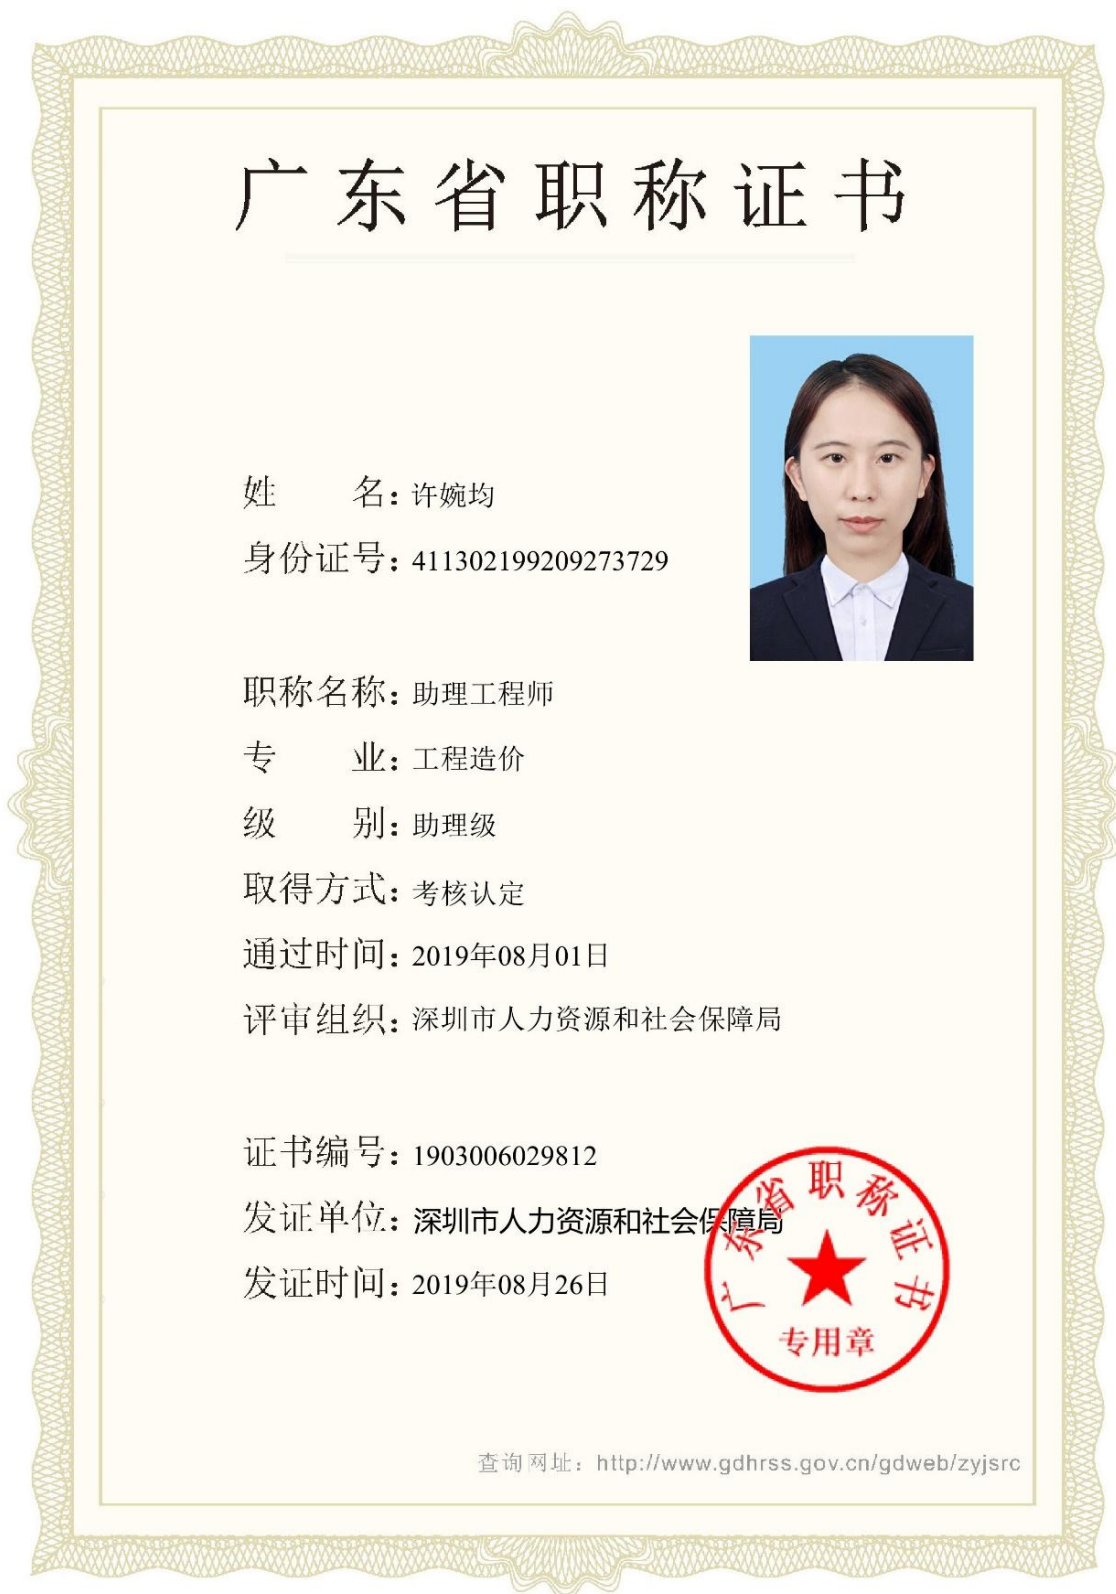 广东省职称证书
姓 名：许婉均
身份证号：411302199209273729
职称名称：助理工程师
专 业：工程造价
级 别：助理级
取得方式：考核认定
通过时间：2019年08月01日
评审组织：深圳市人力资源和社会保障局
证书编号：1903006029812
发证单位：深圳市人力资源和社会保障局
发证时间：2019年08月26日
广东省职称证书
专用章
查询网址：http://www.gdhrss.gov.cn/gdweb/zyjsrc